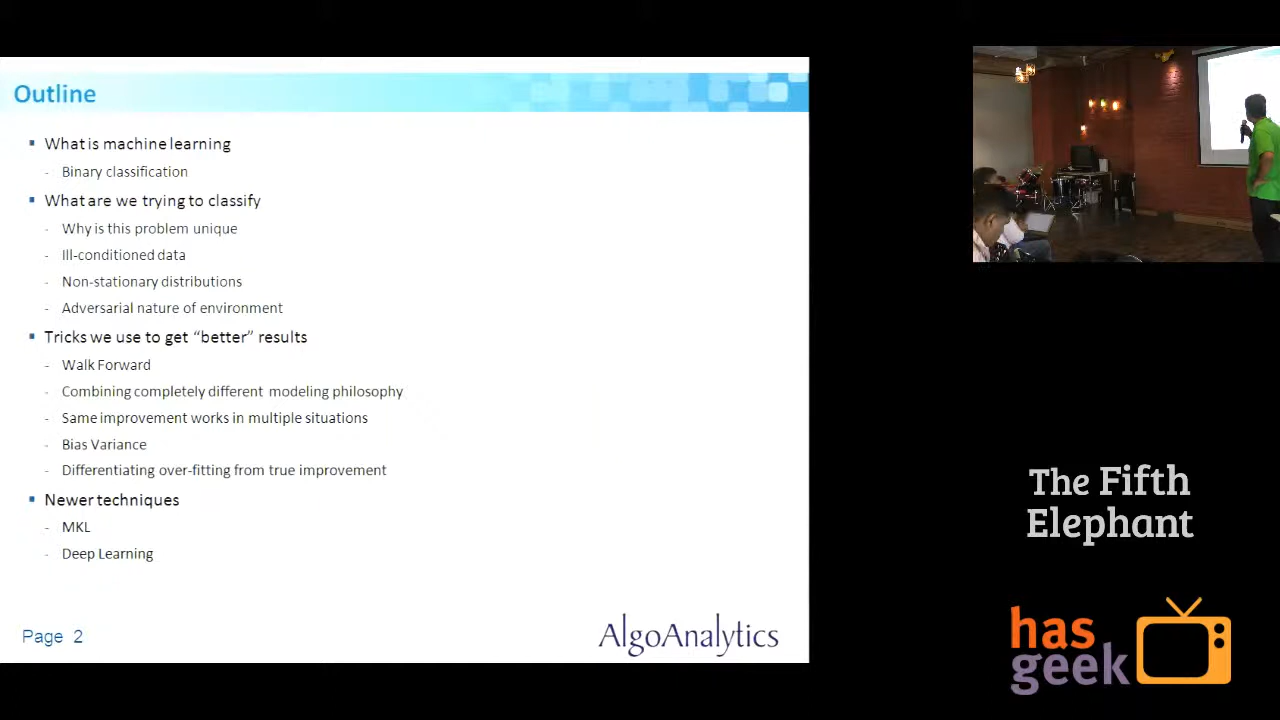 Outline
What is machine learning
- Binary classification
What are we trying to classify
- Why is this problem unique
- Ill-conditioned data
- Non-stationary distributions
- Adversarial nature of environment
Tricks we use to get “better” results
- Walk Forward
- Combining completely different modeling philosophy
- Same improvement works in multiple situations
- Bias Variance
- Differentiating over-fitting from true improvement
Newer techniques
- MKL
- Deep Learning
Page 2
AlgoAnalytics
The Fifth
Elephant
has
geek